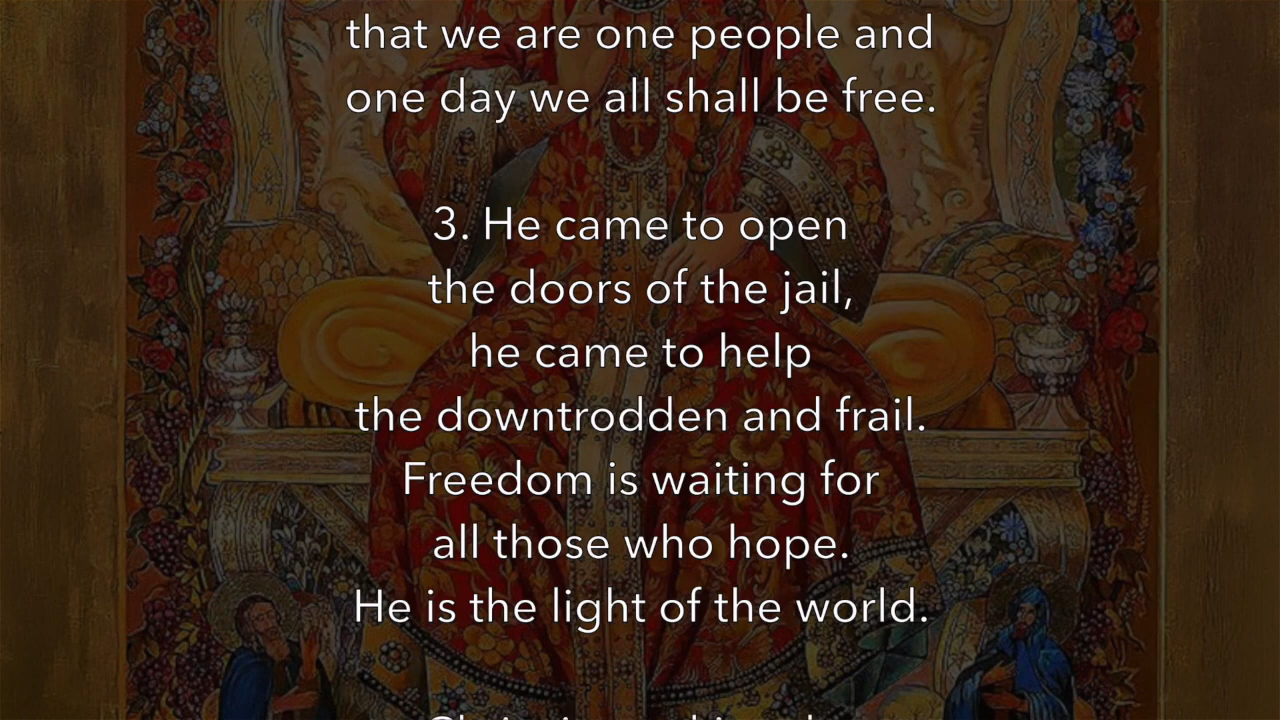 that we are one people and
one day we all shall be free.
3. He came to open
the doors of the jail,
he came to help
the downtrodden and frail.
Freedom is waiting for
all those who hope.
He is the light of the world.